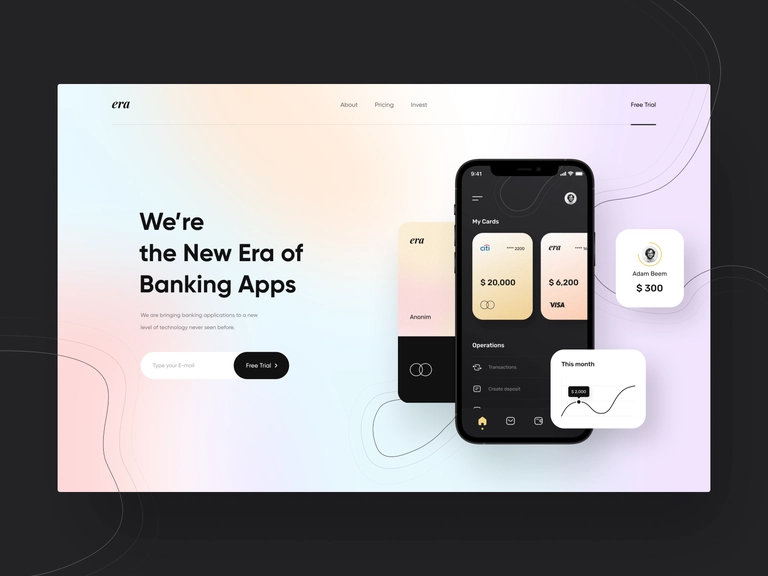 era
About Pricing Invest
Free Trial
We're
the New Era of
Banking Apps
We are bringing banking applications to a new
level of technology never seen before.
Type your E-mail
Free Trial
era
Anonim
9:41
My Cards
citi
**** 2200
$ 20,000
era
$ 6,200
VISA
Operations
Transactions
Create deposit
Adam Beem
$ 300
This month
$ 2,000